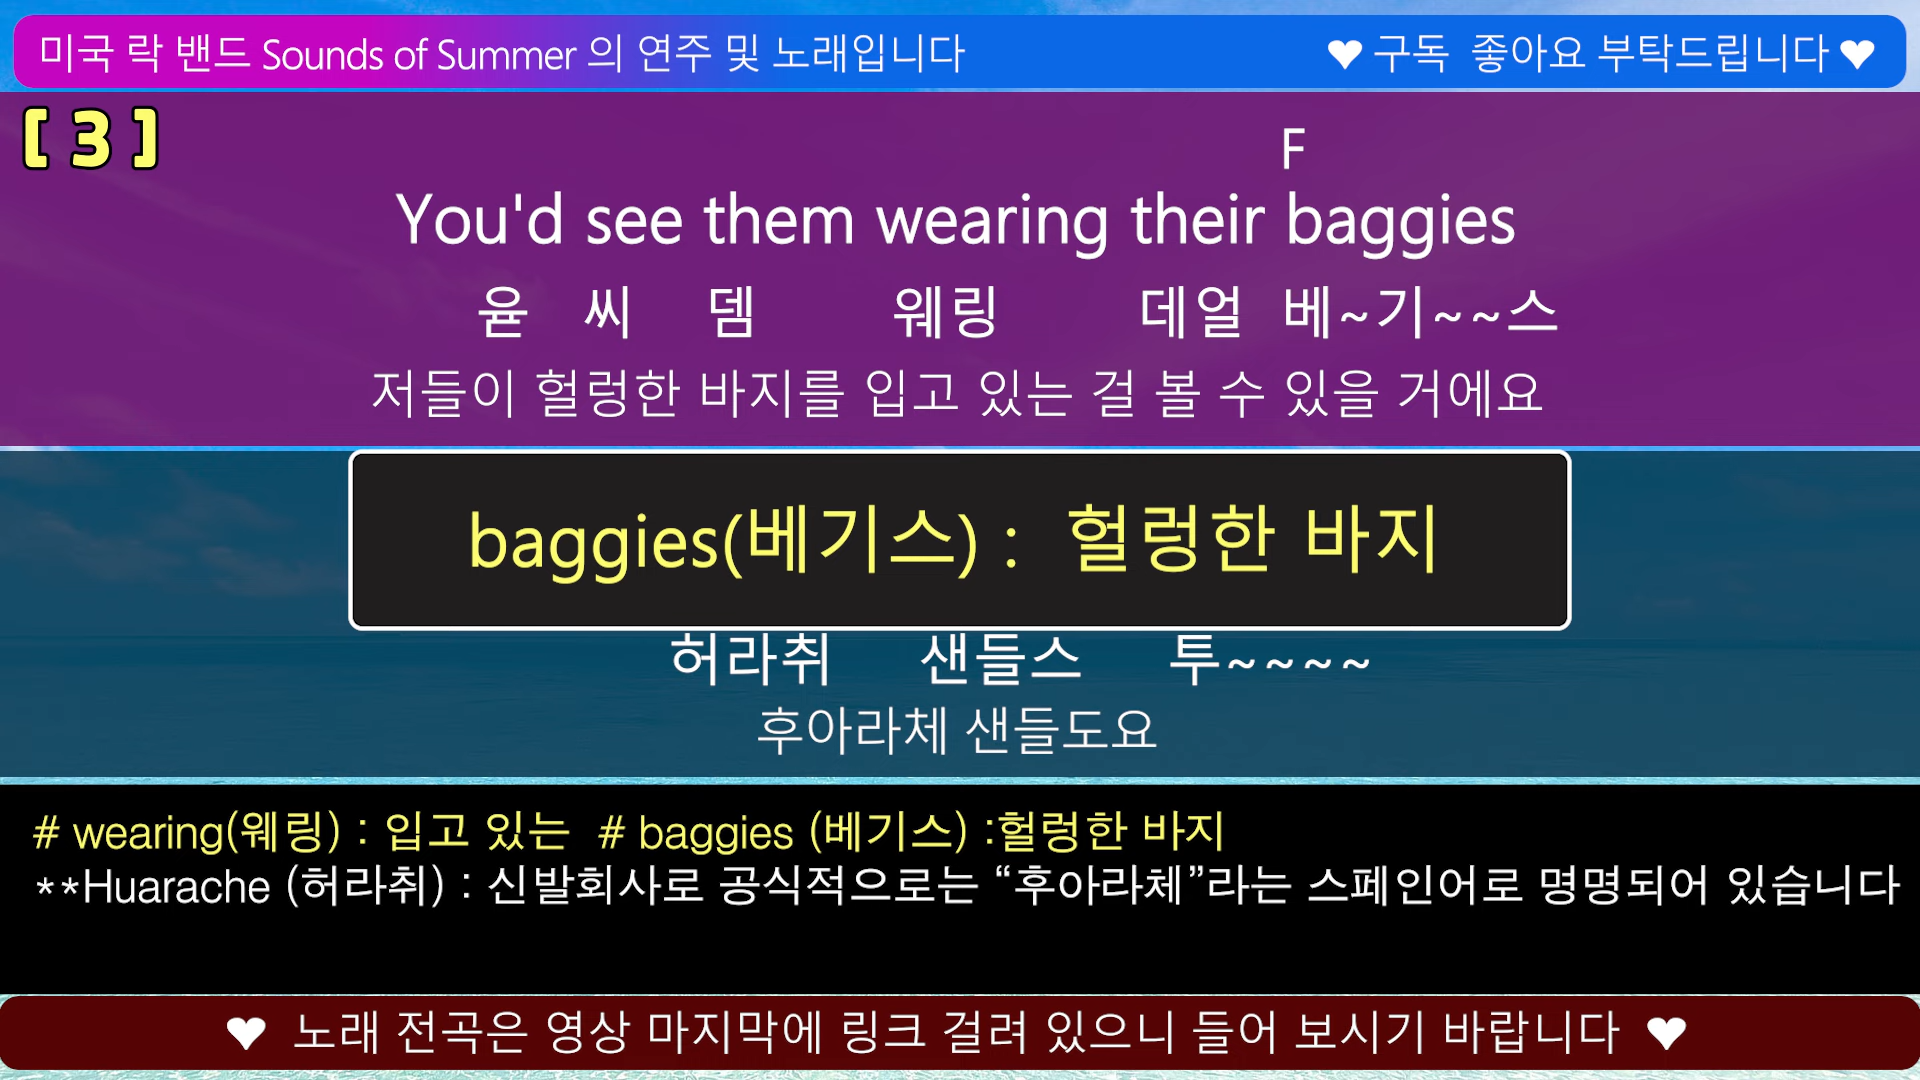 미국 락 밴드 Sounds of Summer 의 연주 및 노래입니다
♥ 구독 좋아요 부탁드립니다 ♥
[ 3 ]
F
You'd see them wearing their baggies
윧 씨 뎀 웨링 데얼 베~기~~스
저들이 헐렁한 바지를 입고 있는 걸 볼 수 있을 거에요
baggies(베기스) : 헐렁한 바지
허라취 샌들스 투~~~~
후아라체 샌들도요
# wearing(웨링) : 입고 있는 # baggies (베기스) :헐렁한 바지
**Huarache (허라취) : 신발회사로 공식적으로는 “후아라체”라는 스페인어로 명명되어 있습니다
♥ 노래 전곡은 영상 마지막에 링크 걸려 있으니 들어 보시기 바랍니다 ♥